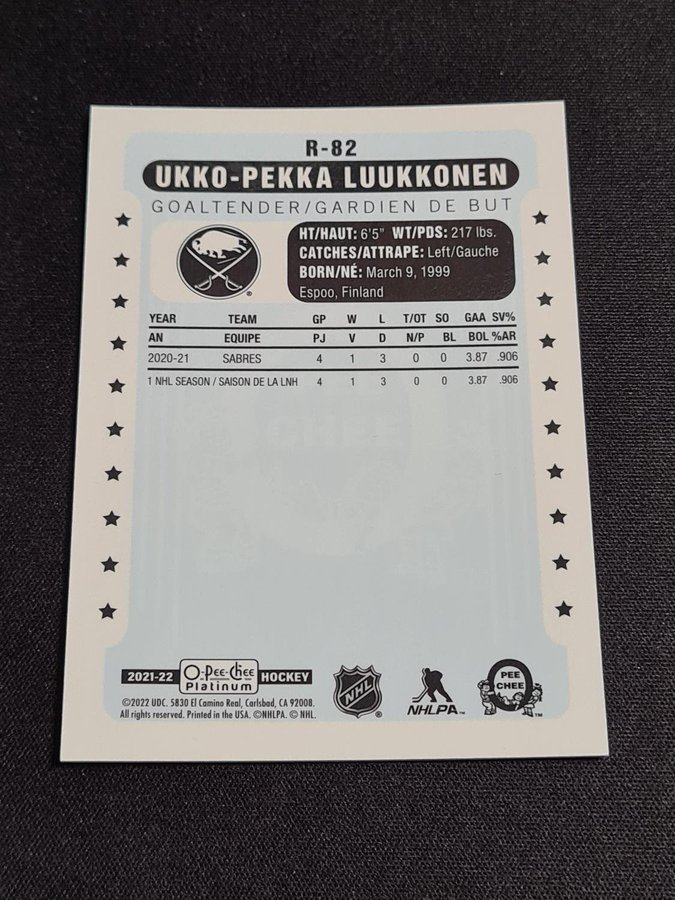 R-82
UKKO-PEKKA LUUKKONEN
GOALTENDER/GARDIEN DE BUT
HT/HAUT: 6'5" WT/PDS: 217 lbs.
CATCHES/ATTRAPE: Left/Gauche
BORN/NÉ: March 9, 1999
Espoo, Finland
YEAR TEAM GP W L T/OT SO GAA SV%
AN EQUIPE PJ V D N/P BL BOL %AR
2020-21 SABRES 4 1 3 0 0 3.87 .906
1 NHL SEASON / SAISON DE LA LNH 4 1 3 0 0 3.87 .906
2021-22 O-Pee-Chee Platinum HOCKEY
©2022 UDC. 5830 El Camino Real, Carlsbad, CA 92008.
All rights reserved. Printed in the USA. ©NHLPA. © NHL.
NHL ®
NHLPA™
O PEE CHEE ™